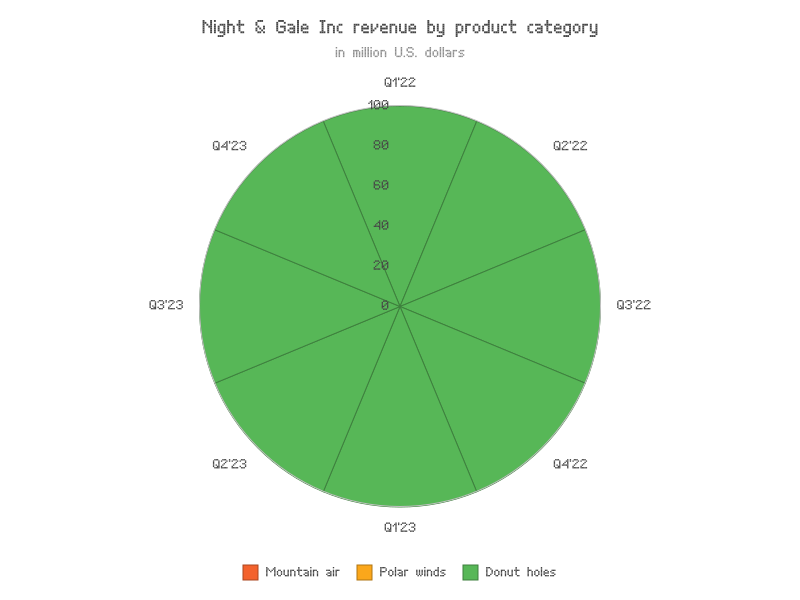 Night & Gale Inc revenue by product category
in million U.S. dollars
Q1'22
100
Q4'23
80
Q2'22
60
40
20
Q3'23
0
Q3'22
Q2'23
Q4'22
Q1'23
Mountain air
Polar winds
Donut holes